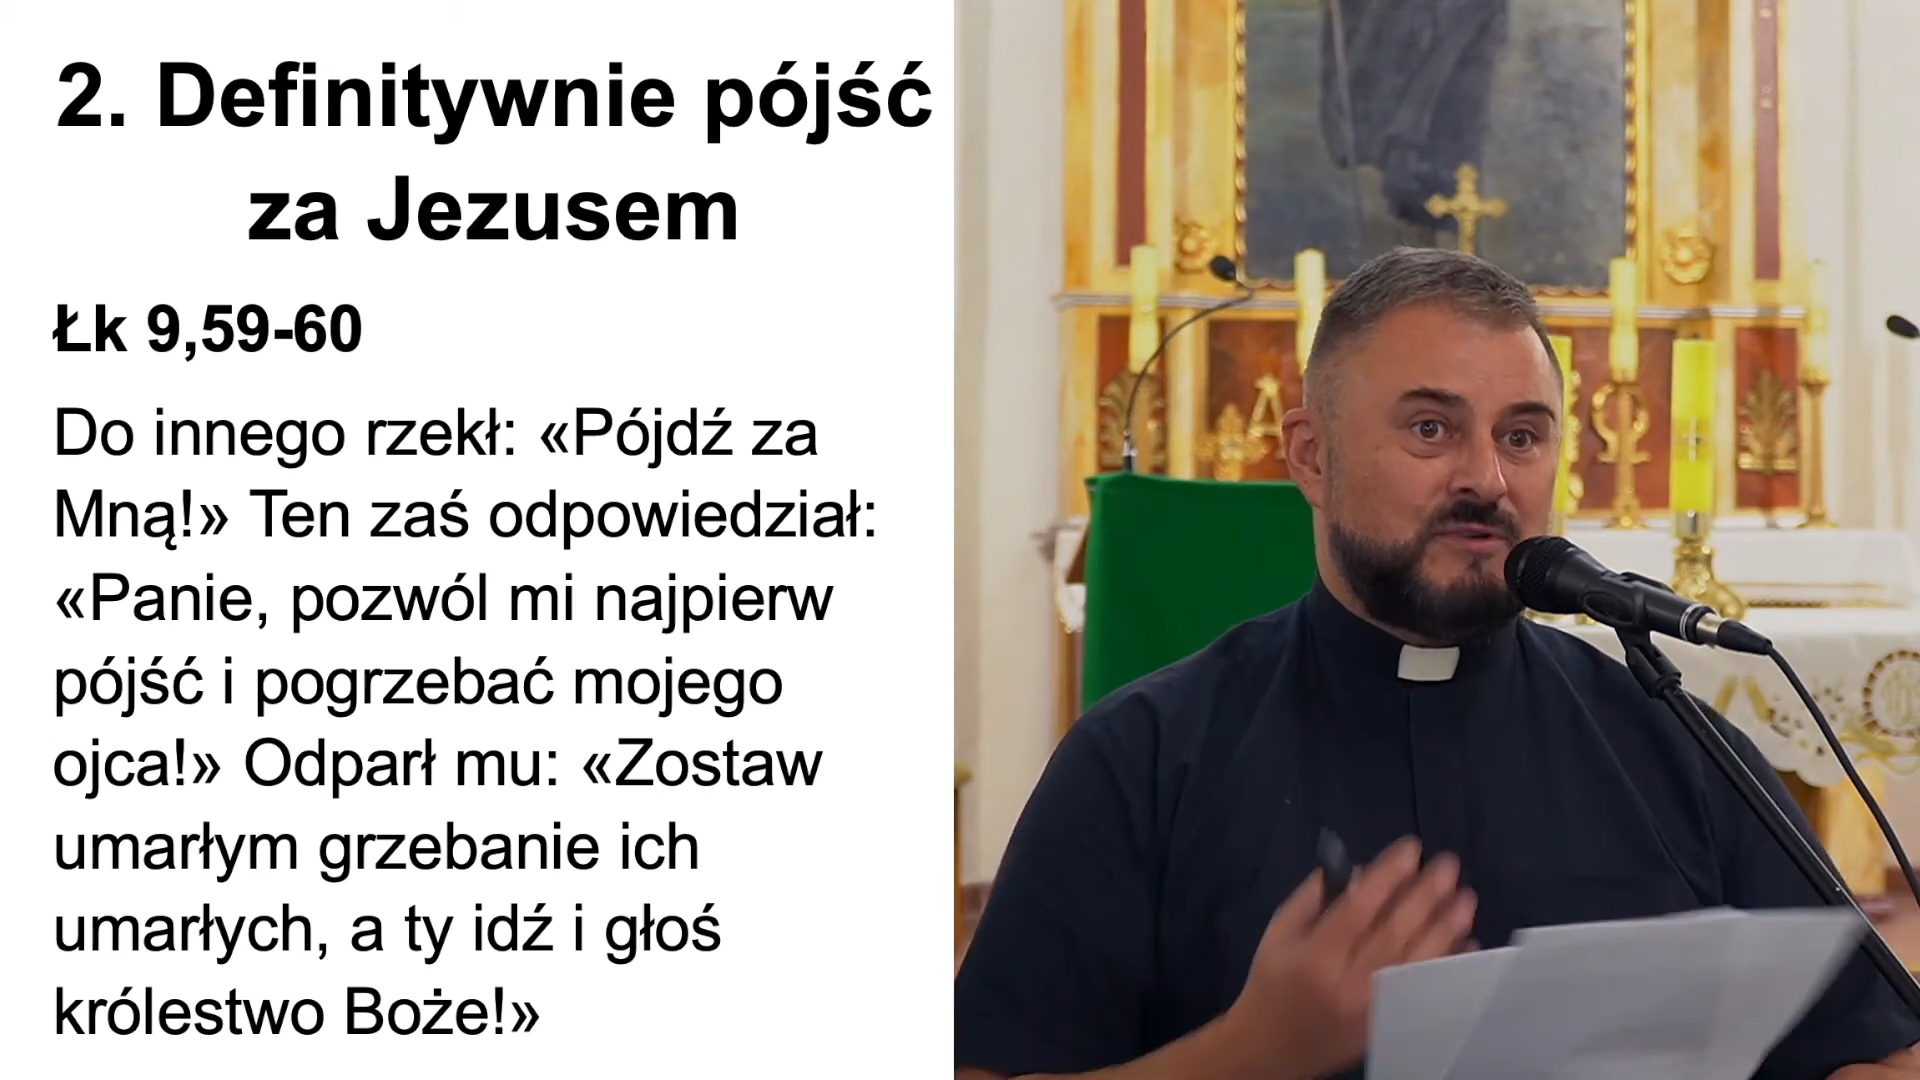 2. Definitywnie pójść
za Jezusem
Łk 9,59-60
Do innego rzekł: «Pójdź za
Mną!» Ten zaś odpowiedział:
«Panie, pozwól mi najpierw
pójść i pogrzebać mojego
ojca!» Odparł mu: «Zostaw
umarłym grzebanie ich
umarłych, a ty idź i głoś
królestwo Boże!»